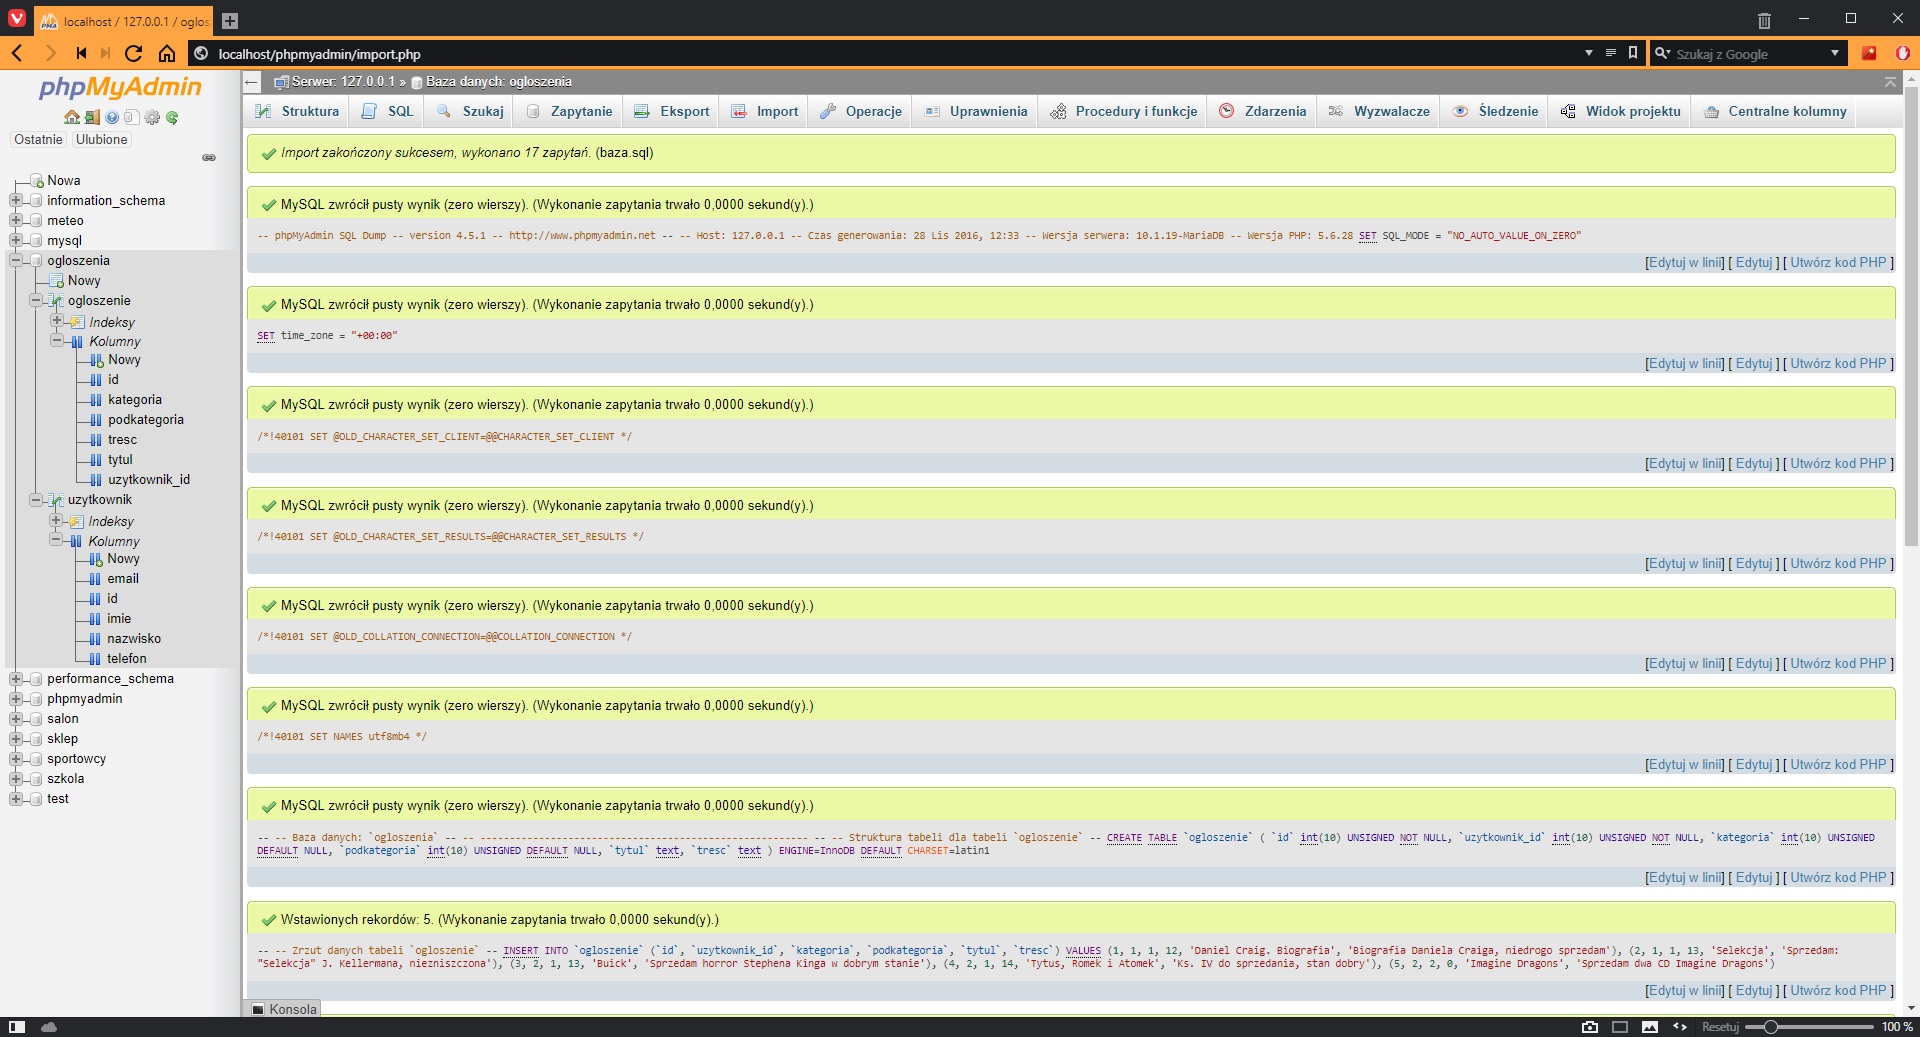 localhost / 127.0.0.1 / oglos
localhost/phpmyadmin/import.php
Szukaj z Google
phpMyAdmin
Ostatnie
Ulubione
Nowa
information_schema
meteo
mysql
ogloszenia
Nowy
ogloszenie
Indeksy
Kolumny
Nowy
id
kategoria
podkategoria
tresc
tytul
uzytkownik_id
uzytkownik
Indeksy
Kolumny
Nowy
email
id
imie
nazwisko
telefon
performance_schema
phpmyadmin
salon
sklep
sportowcy
szkola
test
Serwer: 127.0.0.1 » Baza danych: ogloszenia
Struktura SQL Szukaj Zapytanie Eksport Import Operacje Uprawnienia Procedury i funkcje Zdarzenia Wyzwalacze Śledzenie Widok projektu Centralne kolumny
Import zakończony sukcesem, wykonano 17 zapytań. (baza.sql)
MySQL zwrócił pusty wynik (zero wierszy). (Wykonanie zapytania trwało 0,0000 sekund(y).)
-- phpMyAdmin SQL Dump -- version 4.5.1 -- http://www.phpmyadmin.net -- -- Host: 127.0.0.1 -- Czas generowania: 28 Lis 2016, 12:33 -- Wersja serwera: 10.1.19-MariaDB -- Wersja PHP: 5.6.28 SET SQL_MODE = "NO_AUTO_VALUE_ON_ZERO"
[Edytuj w linii] [ Edytuj ] [ Utwórz kod PHP ]
MySQL zwrócił pusty wynik (zero wierszy). (Wykonanie zapytania trwało 0,0000 sekund(y).)
SET time_zone = "+00:00"
[Edytuj w linii] [ Edytuj ] [ Utwórz kod PHP ]
MySQL zwrócił pusty wynik (zero wierszy). (Wykonanie zapytania trwało 0,0000 sekund(y).)
/*!40101 SET @OLD_CHARACTER_SET_CLIENT=@@CHARACTER_SET_CLIENT */
[Edytuj w linii] [ Edytuj ] [ Utwórz kod PHP ]
MySQL zwrócił pusty wynik (zero wierszy). (Wykonanie zapytania trwało 0,0000 sekund(y).)
/*!40101 SET @OLD_CHARACTER_SET_RESULTS=@@CHARACTER_SET_RESULTS */
[Edytuj w linii] [ Edytuj ] [ Utwórz kod PHP ]
MySQL zwrócił pusty wynik (zero wierszy). (Wykonanie zapytania trwało 0,0000 sekund(y).)
/*!40101 SET @OLD_COLLATION_CONNECTION=@@COLLATION_CONNECTION */
[Edytuj w linii] [ Edytuj ] [ Utwórz kod PHP ]
MySQL zwrócił pusty wynik (zero wierszy). (Wykonanie zapytania trwało 0,0000 sekund(y).)
/*!40101 SET NAMES utf8mb4 */
[Edytuj w linii] [ Edytuj ] [ Utwórz kod PHP ]
MySQL zwrócił pusty wynik (zero wierszy). (Wykonanie zapytania trwało 0,0000 sekund(y).)
-- -- Baza danych: `ogloszenia` -- -- -------------------------------------------------------- -- -- Struktura tabeli dla tabeli `ogloszenie` -- CREATE TABLE `ogloszenie` ( `id` int(10) UNSIGNED NOT NULL, `uzytkownik_id` int(10) UNSIGNED NOT NULL, `kategoria` int(10) UNSIGNED
DEFAULT NULL, `podkategoria` int(10) UNSIGNED DEFAULT NULL, `tytul` text, `tresc` text ) ENGINE=InnoDB DEFAULT CHARSET=latin1
[Edytuj w linii] [ Edytuj ] [ Utwórz kod PHP ]
Wstawionych rekordów: 5. (Wykonanie zapytania trwało 0,0000 sekund(y).)
-- -- Zrzut danych tabeli `ogloszenie` -- INSERT INTO `ogloszenie` (`id`, `uzytkownik_id`, `kategoria`, `podkategoria`, `tytul`, `tresc`) VALUES (1, 1, 1, 12, 'Daniel Craig. Biografia', 'Biografia Daniela Craiga, niedrogo sprzedam'), (2, 1, 1, 13, 'Selekcja', 'Sprzedam:
"Selekcja" J. Kellermana, niezniszczona'), (3, 2, 1, 13, 'Buick', 'Sprzedam horror Stephena Kinga w dobrym stanie'), (4, 2, 1, 14, 'Tytus, Romek i Atomek', 'Ks. IV do sprzedania, stan dobry'), (5, 2, 2, 0, 'Imagine Dragons', 'Sprzedam dwa CD Imagine Dragons')
[Edytuj w linii] [ Edytuj ] [ Utwórz kod PHP ]
Konsola
Resetuj
100 %